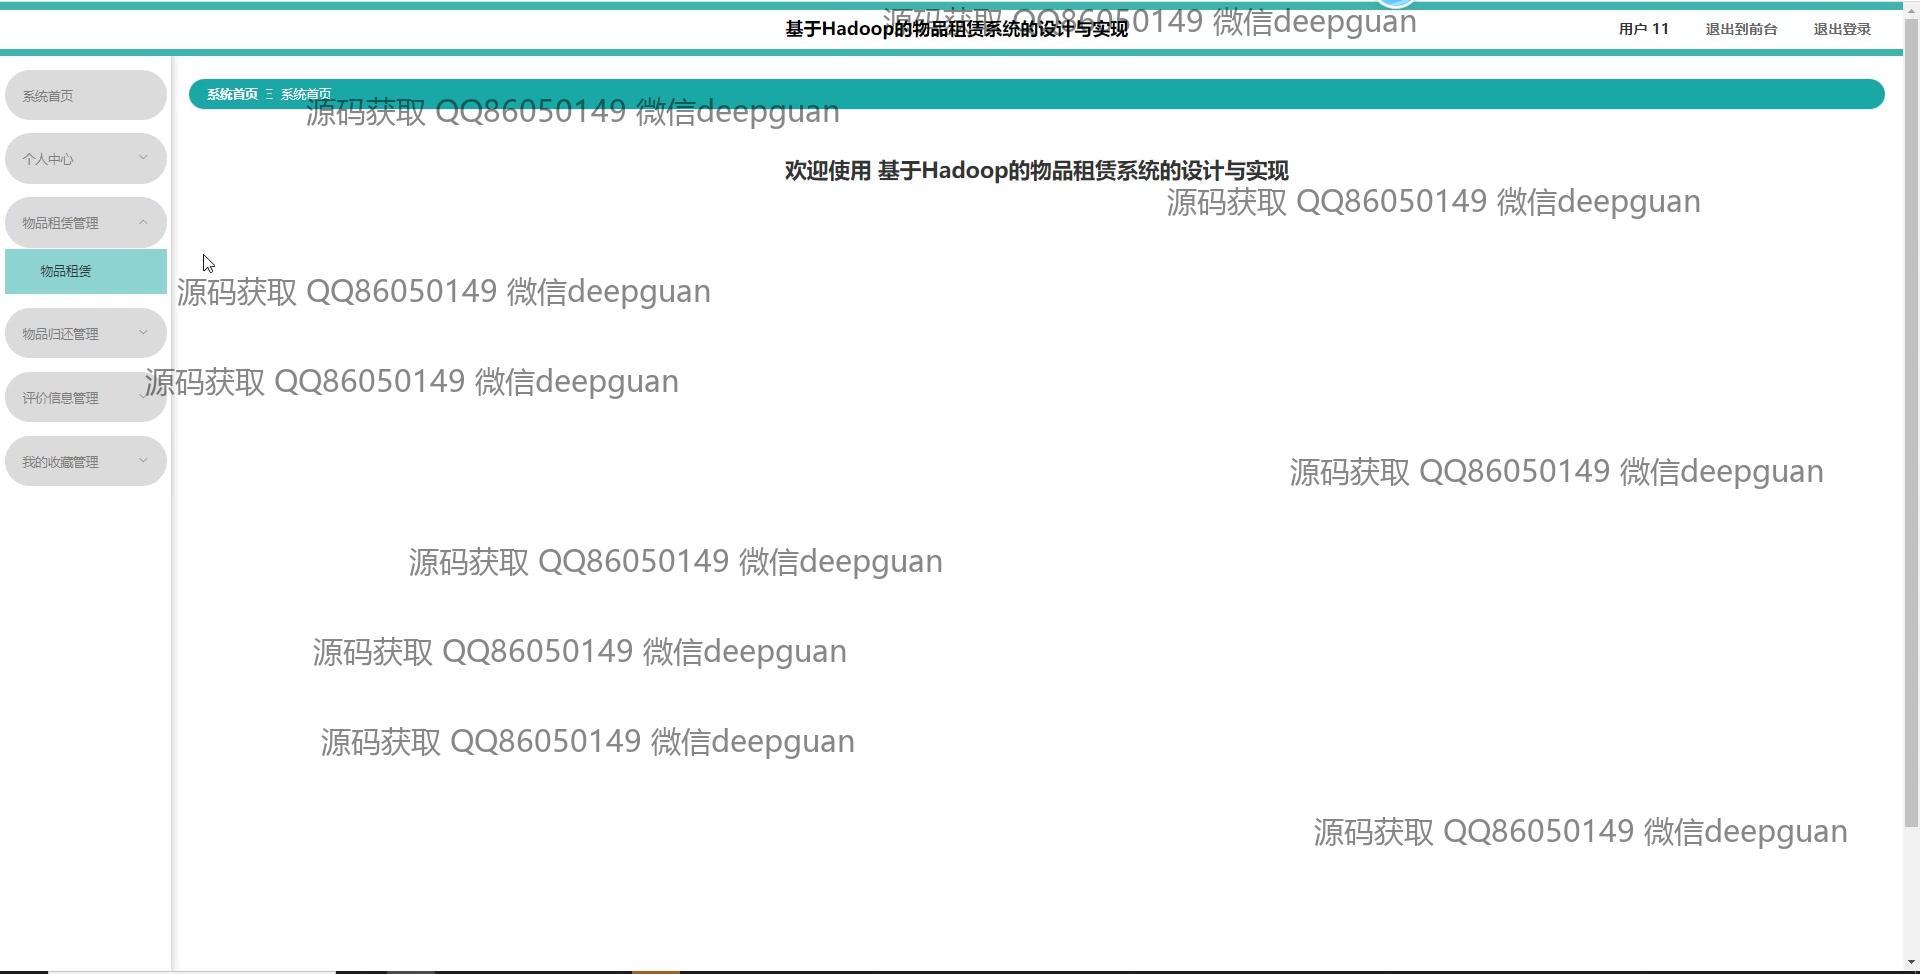 源码获取 QQ86050149 微信deepguan
基于Hadoop的物品租赁系统的设计与实现
用户 11
退出到前台
退出登录
系统首页
系统首页 Ξ 系统首页
源码获取 QQ86050149 微信deepguan
个人中心
欢迎使用 基于Hadoop的物品租赁系统的设计与实现
源码获取 QQ86050149 微信deepguan
物品租赁管理
物品租赁
源码获取 QQ86050149 微信deepguan
物品归还管理
源码获取 QQ86050149 微信deepguan
评价信息管理
我的收藏管理
源码获取 QQ86050149 微信deepguan
源码获取 QQ86050149 微信deepguan
源码获取 QQ86050149 微信deepguan
源码获取 QQ86050149 微信deepguan
源码获取 QQ86050149 微信deepguan